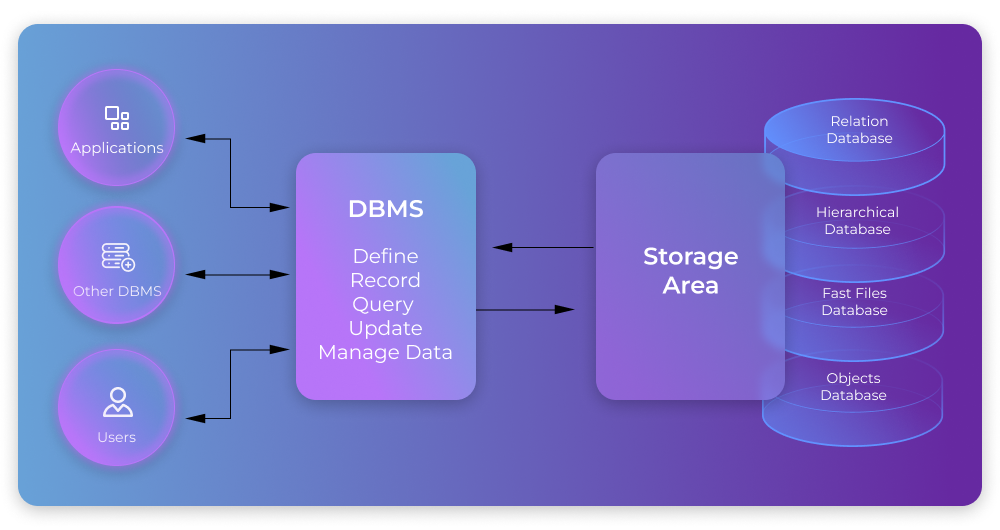 Applications
Other DBMS
Users
DBMS
Define
Record
Query
Update
Manage Data
Storage
Area
Relation
Database
Hierarchical
Database
Fast Files
Database
Objects
Database